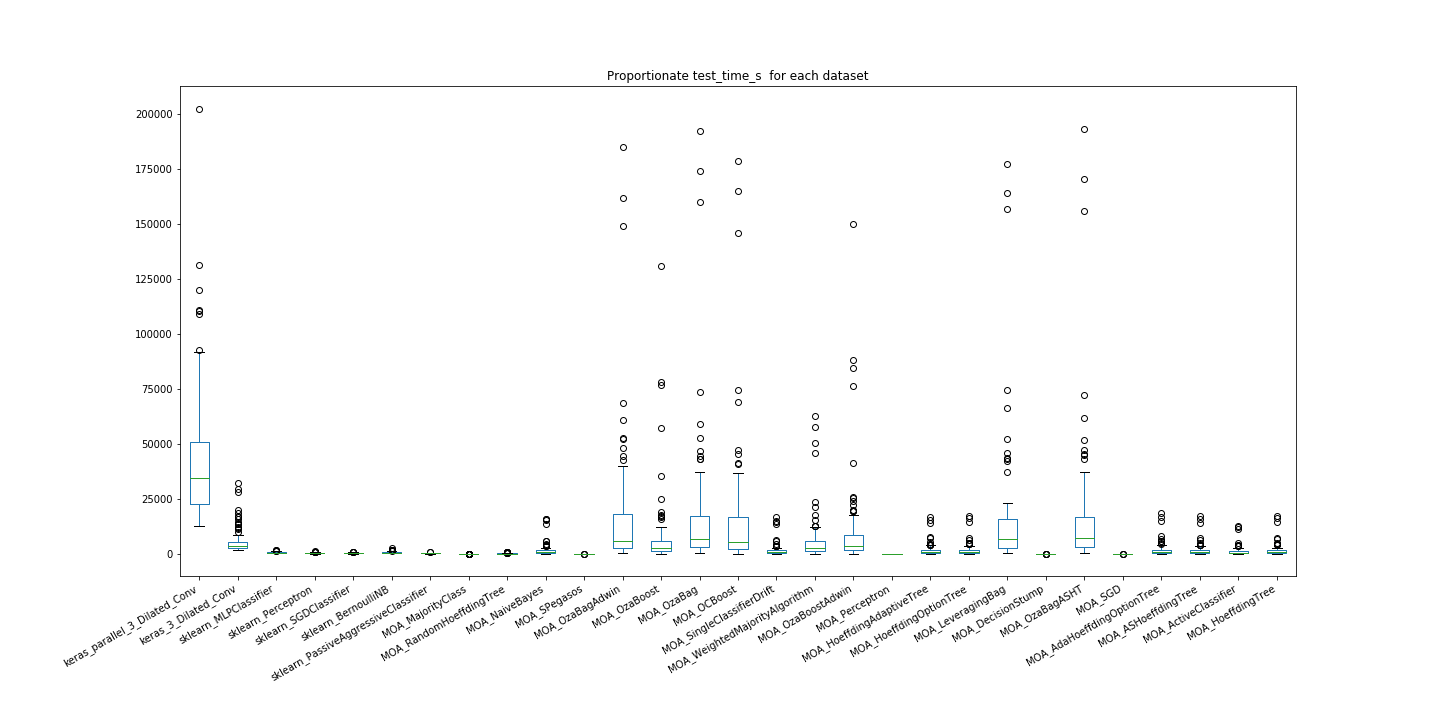 Proportionate test_time_s for each dataset
200000
175000
150000
125000
100000
75000
50000
25000
0
keras_parallel_3_Dilated_Conv
keras_3_Dilated_Conv
sklearn_MLPClassifier
sklearn_Perceptron
sklearn_SGDClassifier
sklearn_BernoulliNB
sklearn_PassiveAggressiveClassifier
MOA_MajorityClass
MOA_RandomHoeffdingTree
MOA_NaiveBayes
MOA_SPegasos
MOA_OzaBagAdwin
MOA_OzaBoost
MOA_OzaBag
MOA_OCBoost
MOA_SingleClassifierDrift
MOA_WeightedMajorityAlgorithm
MOA_OzaBoostAdwin
MOA_Perceptron
MOA_HoeffdingAdaptiveTree
MOA_HoeffdingOptionTree
MOA_LeveragingBag
MOA_DecisionStump
MOA_OzaBagASHT
MOA_SGD
MOA_AdaHoeffdingOptionTree
MOA_ASHoeffdingTree
MOA_ActiveClassifier
MOA_HoeffdingTree